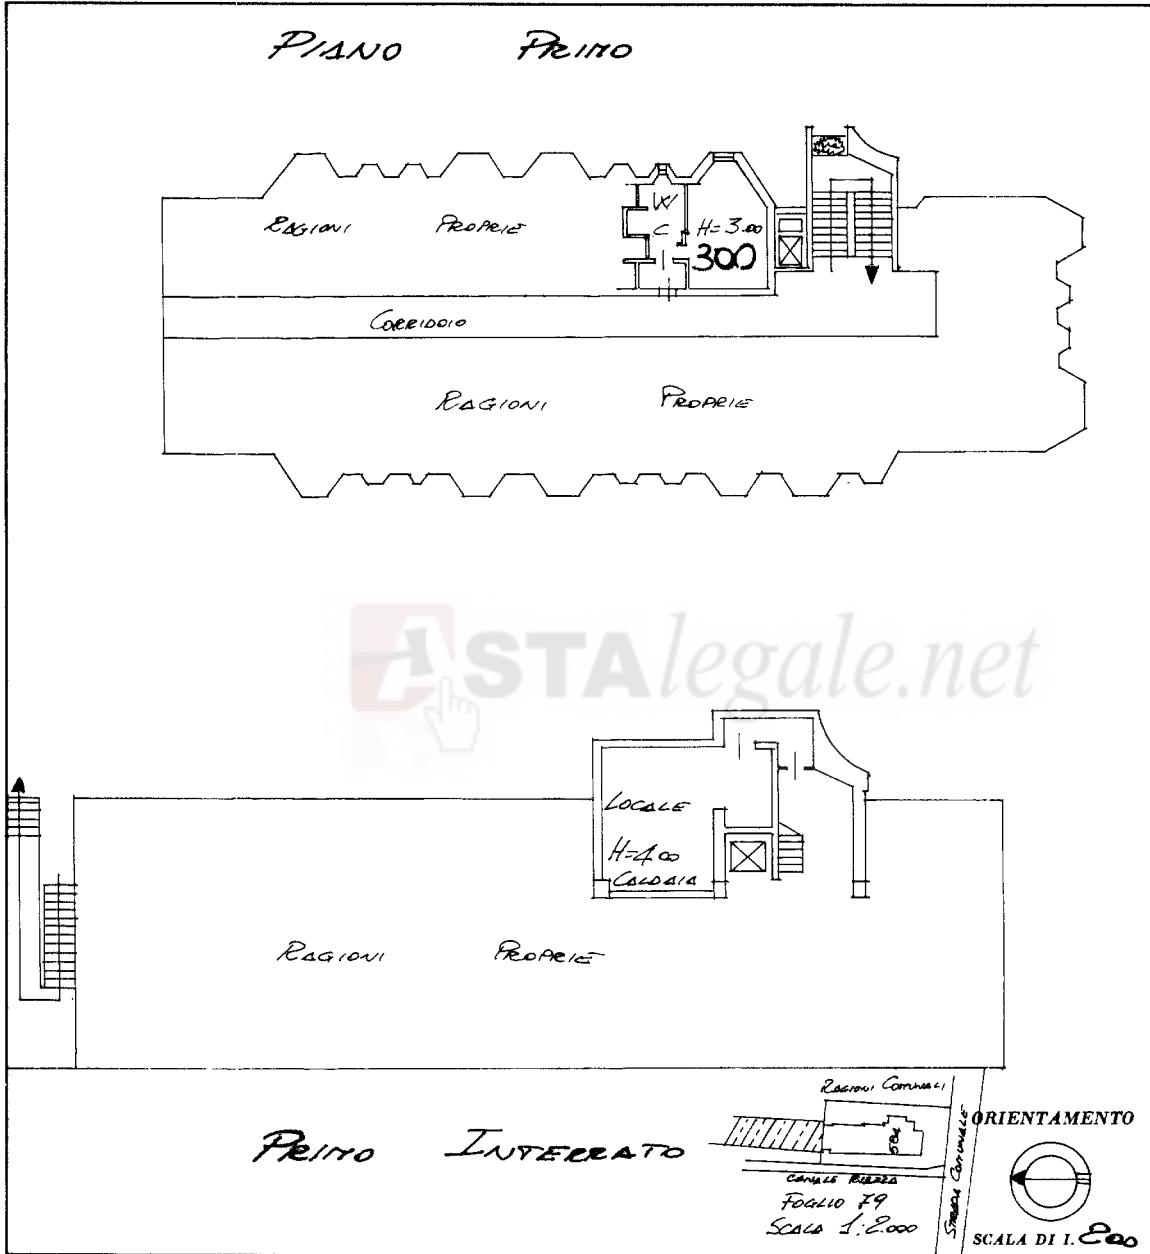 PIANO PRIMO
RAGIONI PROPRIE
W
C
H=3.00
300
CORRIDOIO
RAGIONI PROPRIE
ASTAlegale.net
LOCALE
H=4.00
CALDAIA
RAGIONI PROPRIE
PRIMO INTERRATO
RAGIONI COMUNALI
584
CANALE
STRADA COMUNALE
FOGLIO 79
SCALA 1:2.000
ORIENTAMENTO
SCALA DI 1. 200